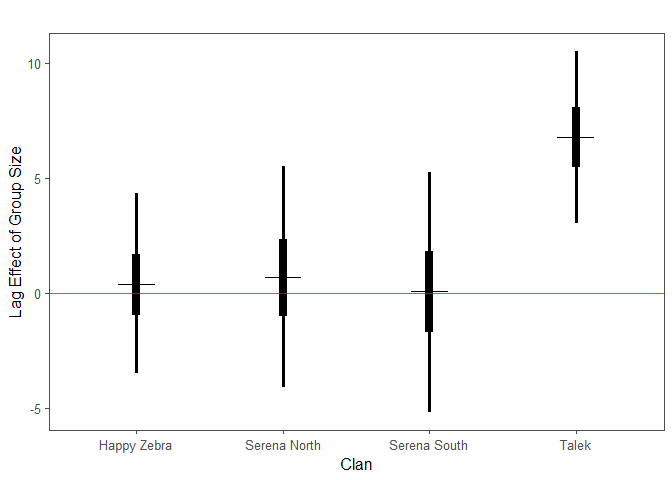 Lag Effect of Group Size
10
5
0
-5
Happy Zebra
Serena North
Serena South
Talek
Clan